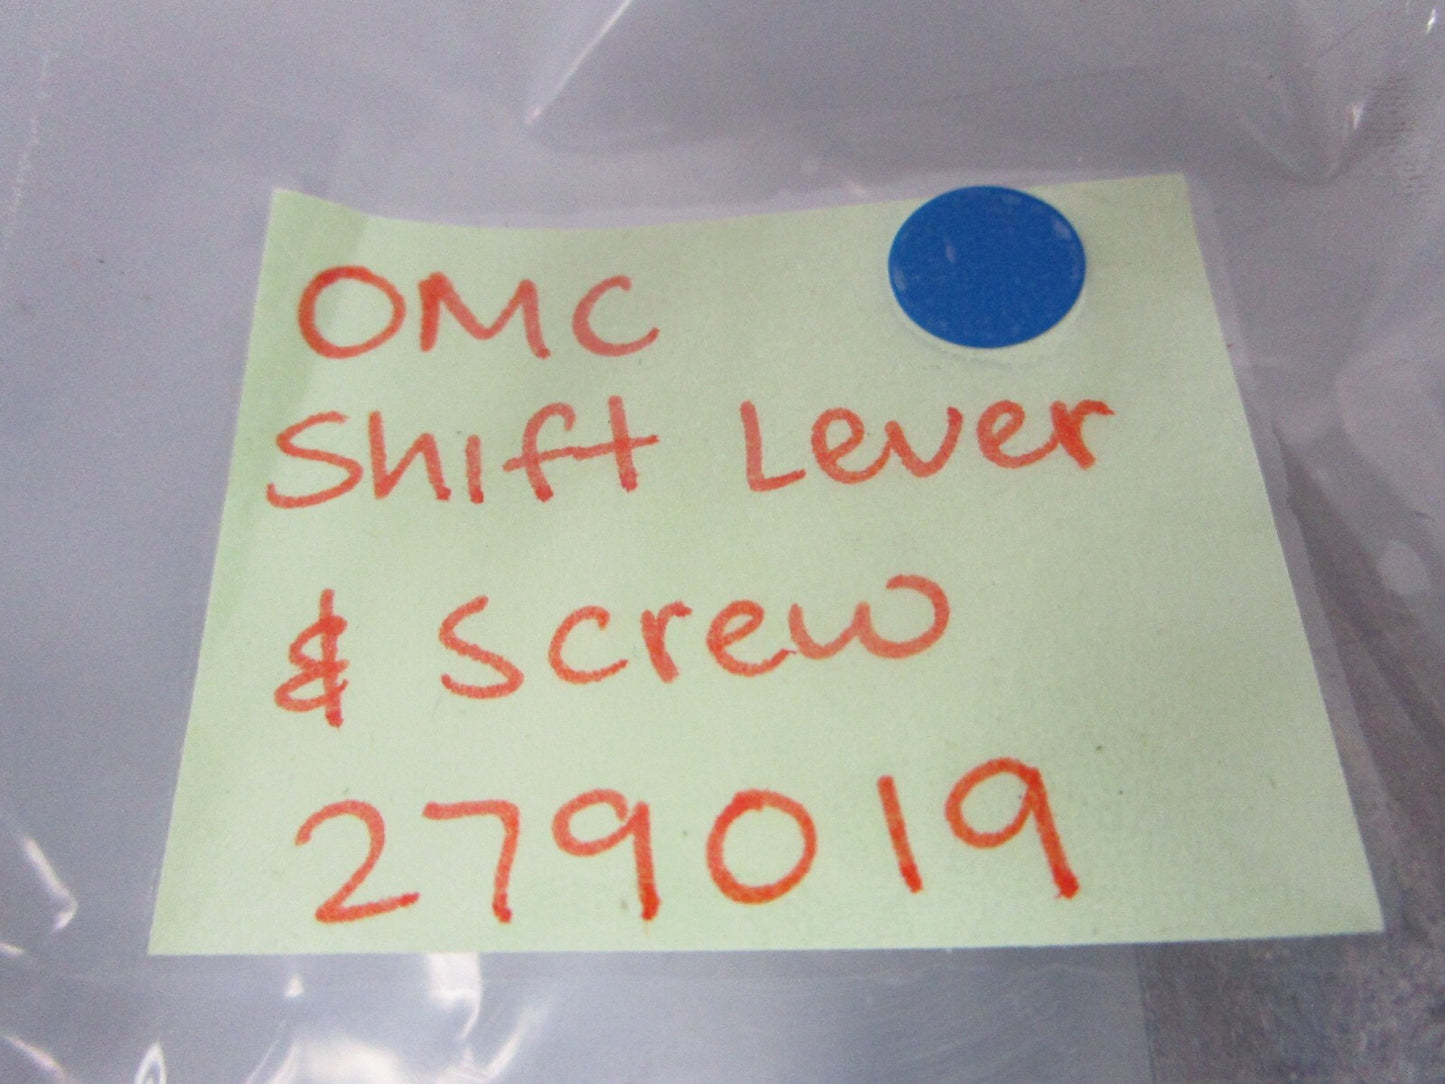 OMC
Shift Lever
& Screw
279019